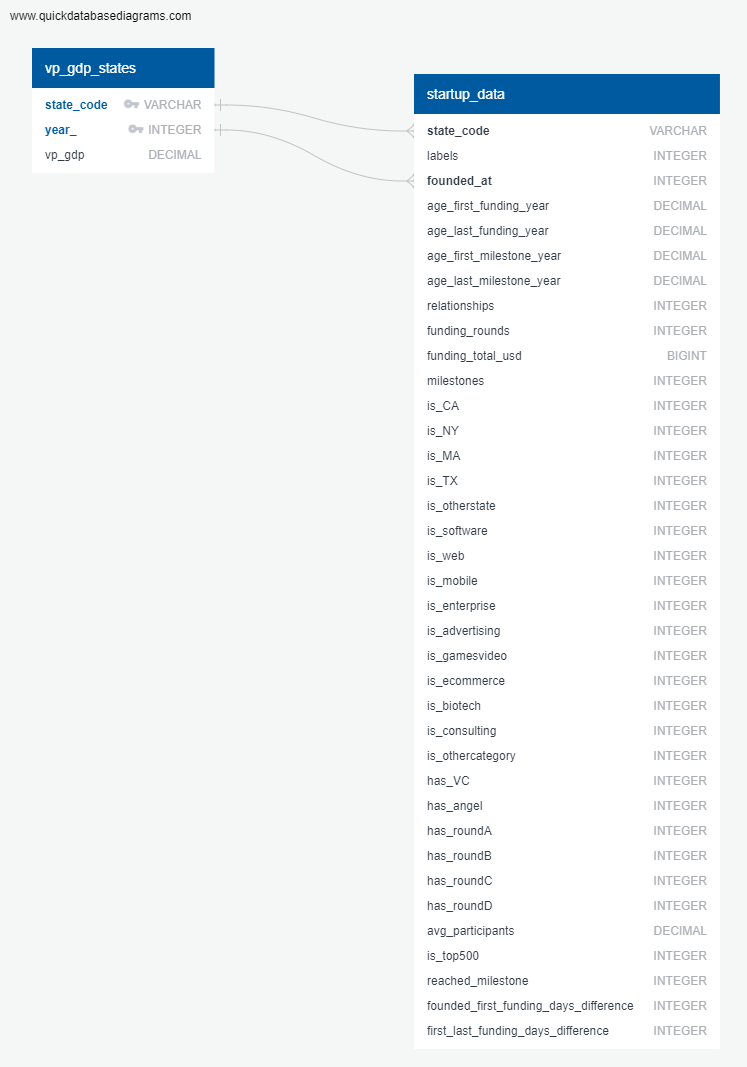 www.quickdatabasediagrams.com
vp_gdp_states
state_code VARCHAR
year_ INTEGER
vp_gdp DECIMAL
startup_data
state_code VARCHAR
labels INTEGER
founded_at INTEGER
age_first_funding_year DECIMAL
age_last_funding_year DECIMAL
age_first_milestone_year DECIMAL
age_last_milestone_year DECIMAL
relationships INTEGER
funding_rounds INTEGER
funding_total_usd BIGINT
milestones INTEGER
is_CA INTEGER
is_NY INTEGER
is_MA INTEGER
is_TX INTEGER
is_otherstate INTEGER
is_software INTEGER
is_web INTEGER
is_mobile INTEGER
is_enterprise INTEGER
is_advertising INTEGER
is_gamesvideo INTEGER
is_ecommerce INTEGER
is_biotech INTEGER
is_consulting INTEGER
is_othercategory INTEGER
has_VC INTEGER
has_angel INTEGER
has_roundA INTEGER
has_roundB INTEGER
has_roundC INTEGER
has_roundD INTEGER
avg_participants DECIMAL
is_top500 INTEGER
reached_milestone INTEGER
founded_first_funding_days_difference INTEGER
first_last_funding_days_difference INTEGER